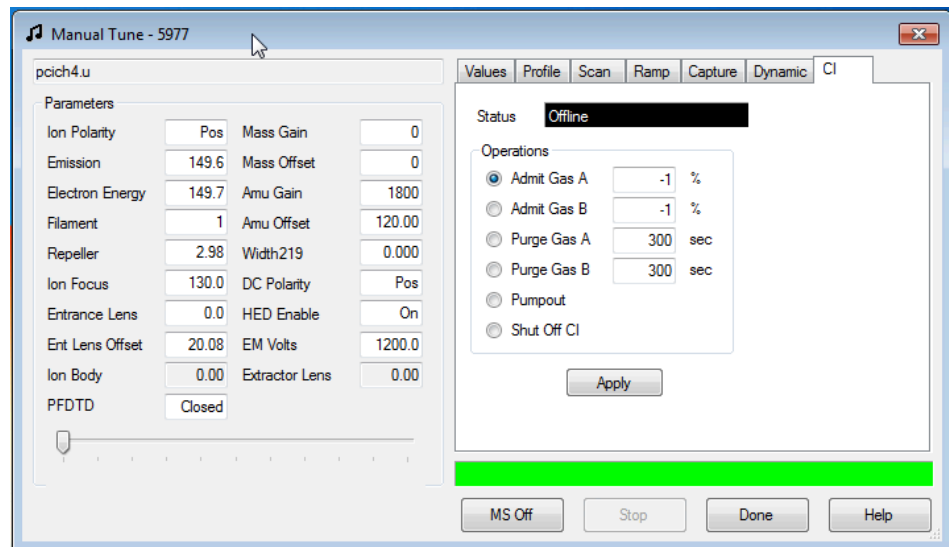 Manual Tune - 5977
pcich4.u
Values Profile Scan Ramp Capture Dynamic CI
Parameters
Ion Polarity Pos Mass Gain 0
Emission 149.6 Mass Offset 0
Electron Energy 149.7 Amu Gain 1800
Filament 1 Amu Offset 120.00
Repeller 2.98 Width219 0.000
Ion Focus 130.0 DC Polarity Pos
Entrance Lens 0.0 HED Enable On
Ent Lens Offset 20.08 EM Volts 1200.0
Ion Body 0.00 Extractor Lens 0.00
PFDTD Closed
Status Offline
Operations
Admit Gas A -1 %
Admit Gas B -1 %
Purge Gas A 300 sec
Purge Gas B 300 sec
Pumpout
Shut Off CI
Apply
MS Off Stop Done Help